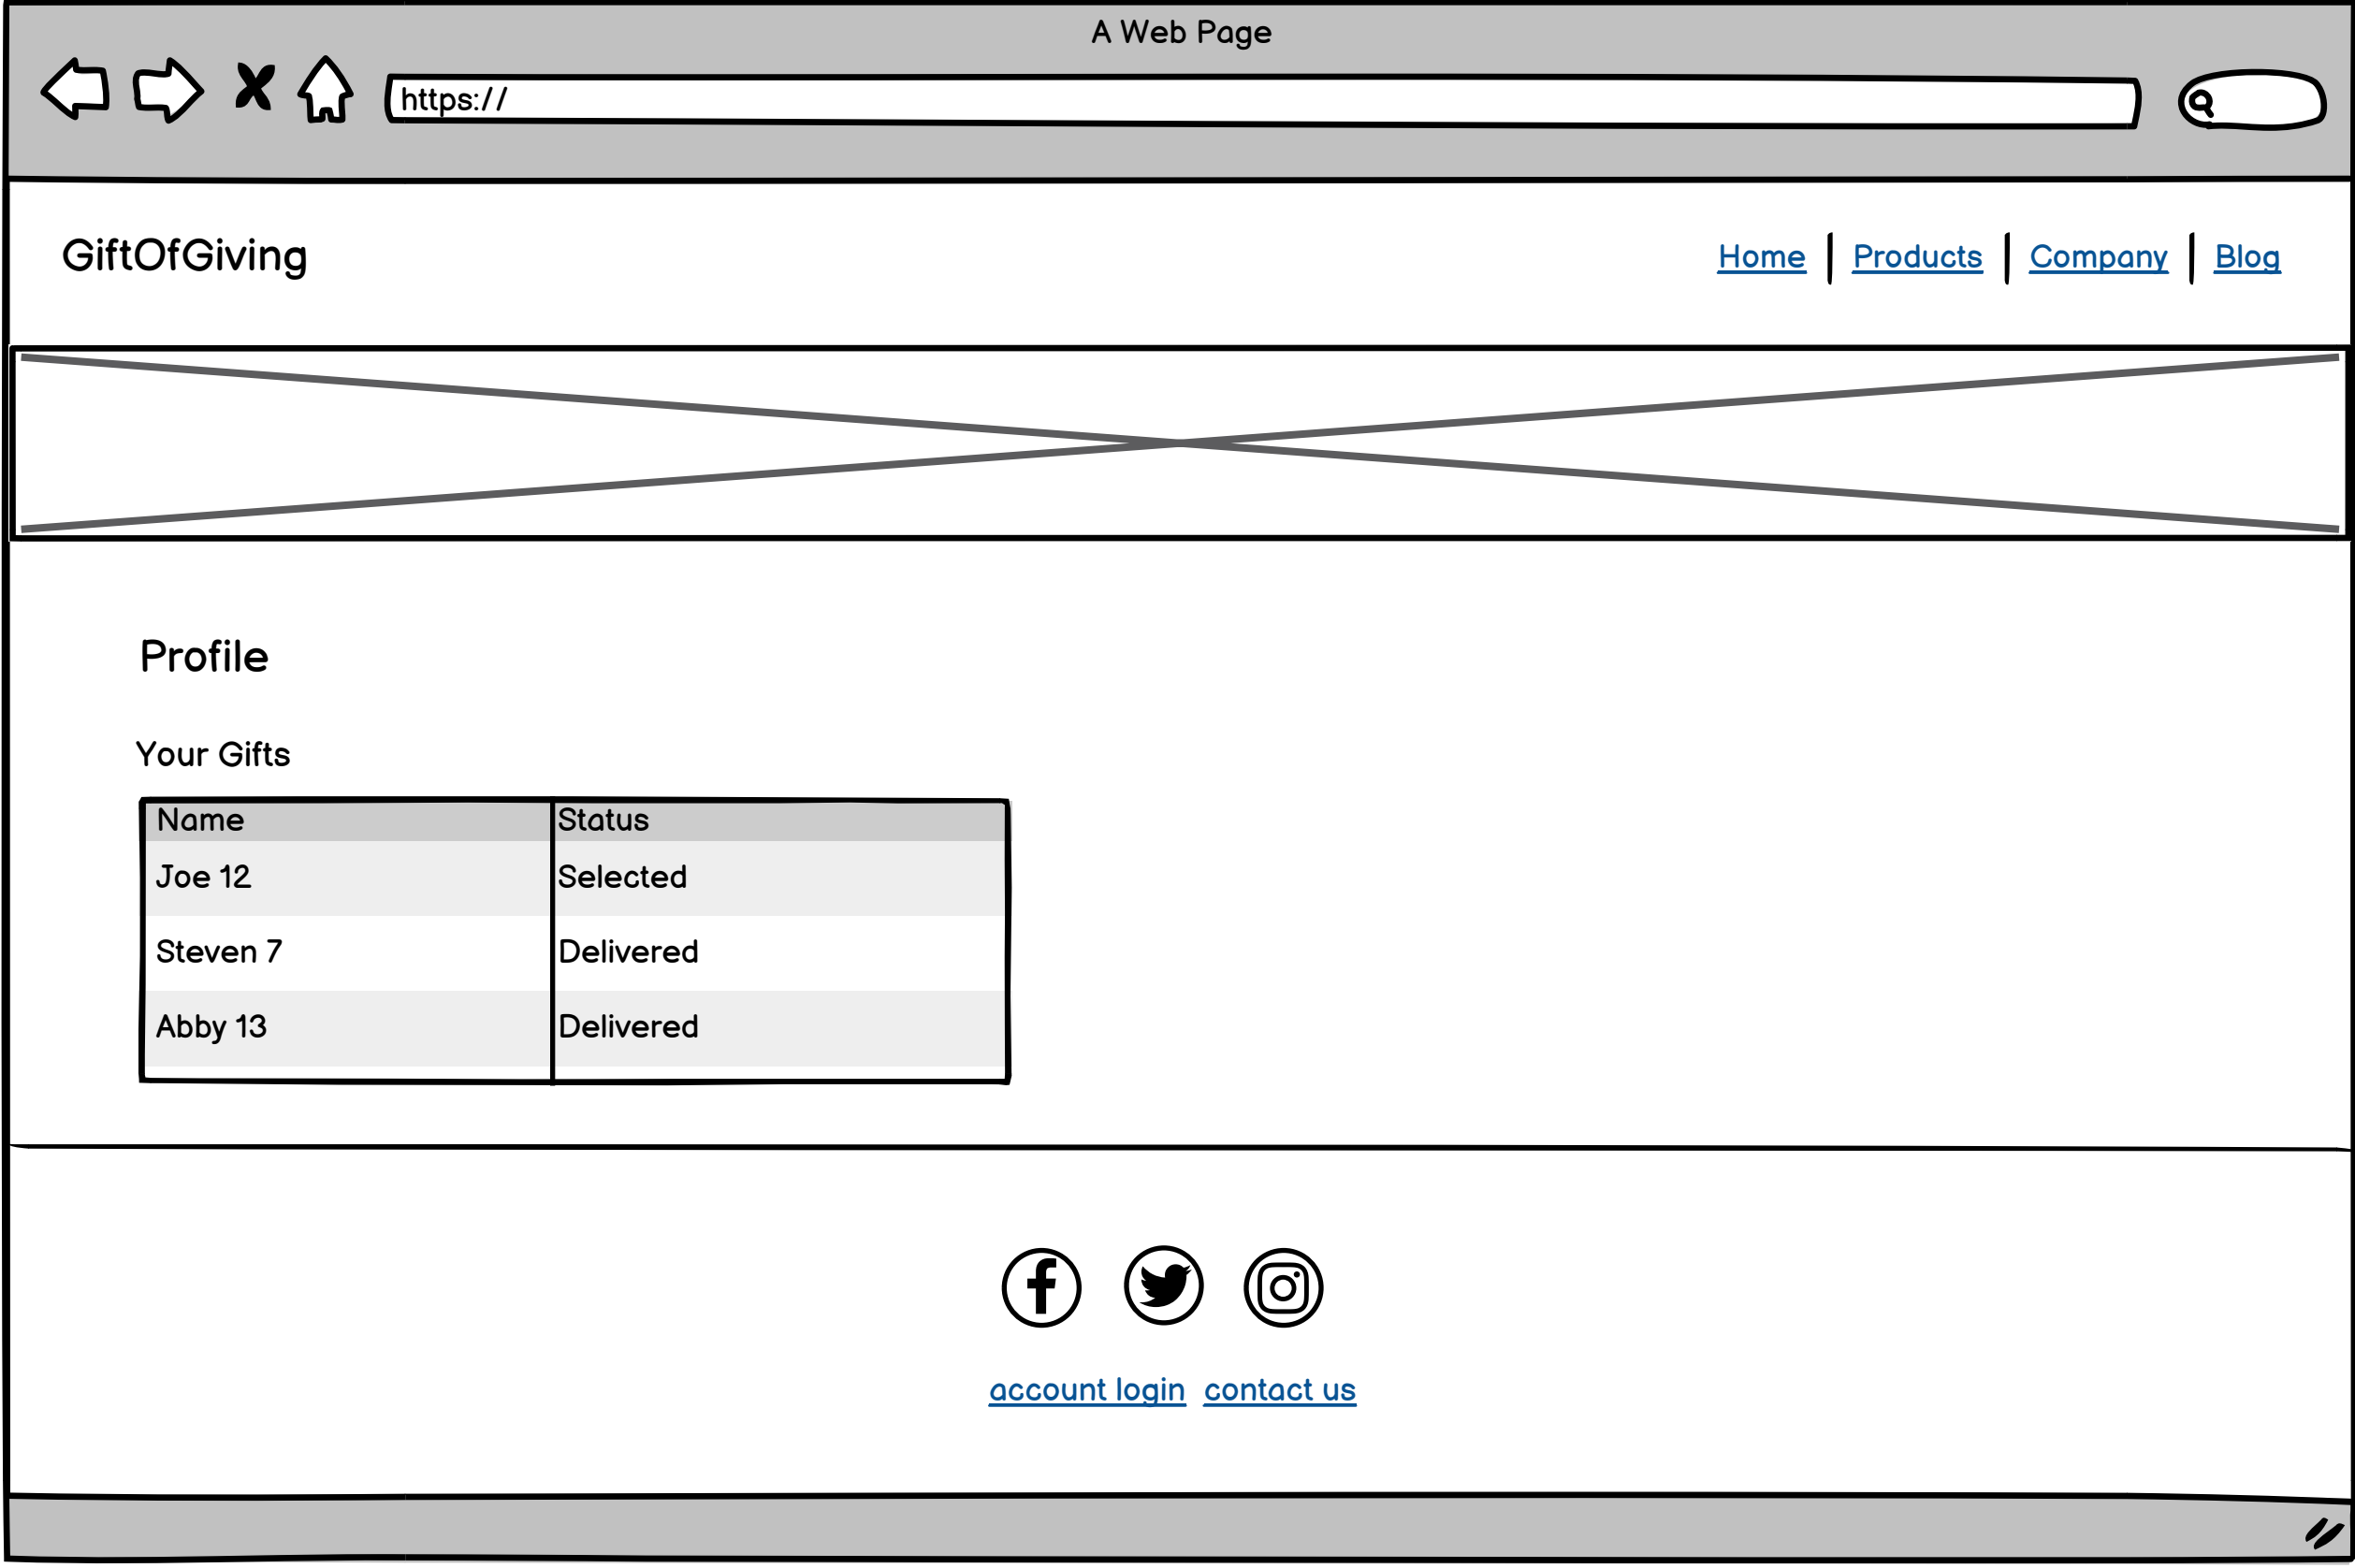 A Web Page
https://
GiftOfGiving
Home | Products | Company | Blog
Profile
Your Gifts
Name Status
Joe 12 Selected
Steven 7 Delivered
Abby 13 Delivered
account login contact us